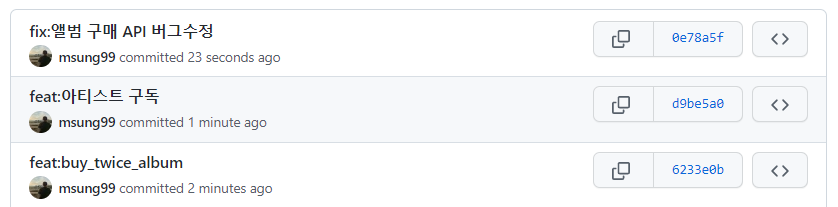 fix:앨범 구매 API 버그수정
msung99 committed 23 seconds ago
0e78a5f
feat:아티스트 구독
msung99 committed 1 minute ago
d9be5a0
feat:buy_twice_album
msung99 committed 2 minutes ago
6233e0b